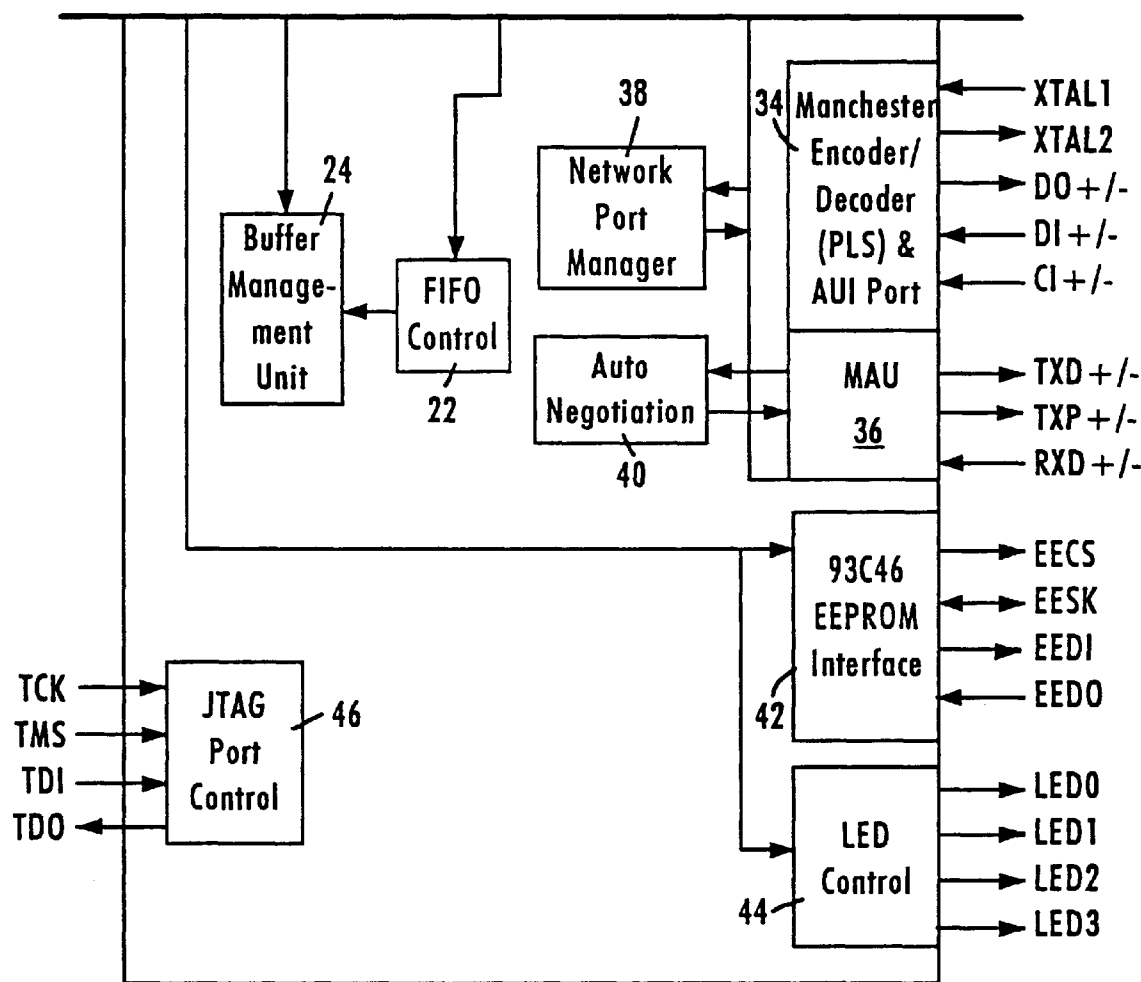 38
Network
Port
Manager
34
Manchester
Encoder/
Decoder
(PLS) &
AUI Port
XTAL1
XTAL2
DO+/-
DI+/-
CI+/-
24
Buffer
Manage-
ment
Unit
FIFO
Control
22
Auto
Negotiation
40
MAU
36
TXD+/-
TXP+/-
RXD+/-
93C46
EEPROM
Interface
42
EECS
EESK
EEDI
EEDO
TCK
TMS
TDI
TDO
JTAG
Port
Control
46
LED
Control
44
LED0
LED1
LED2
LED3